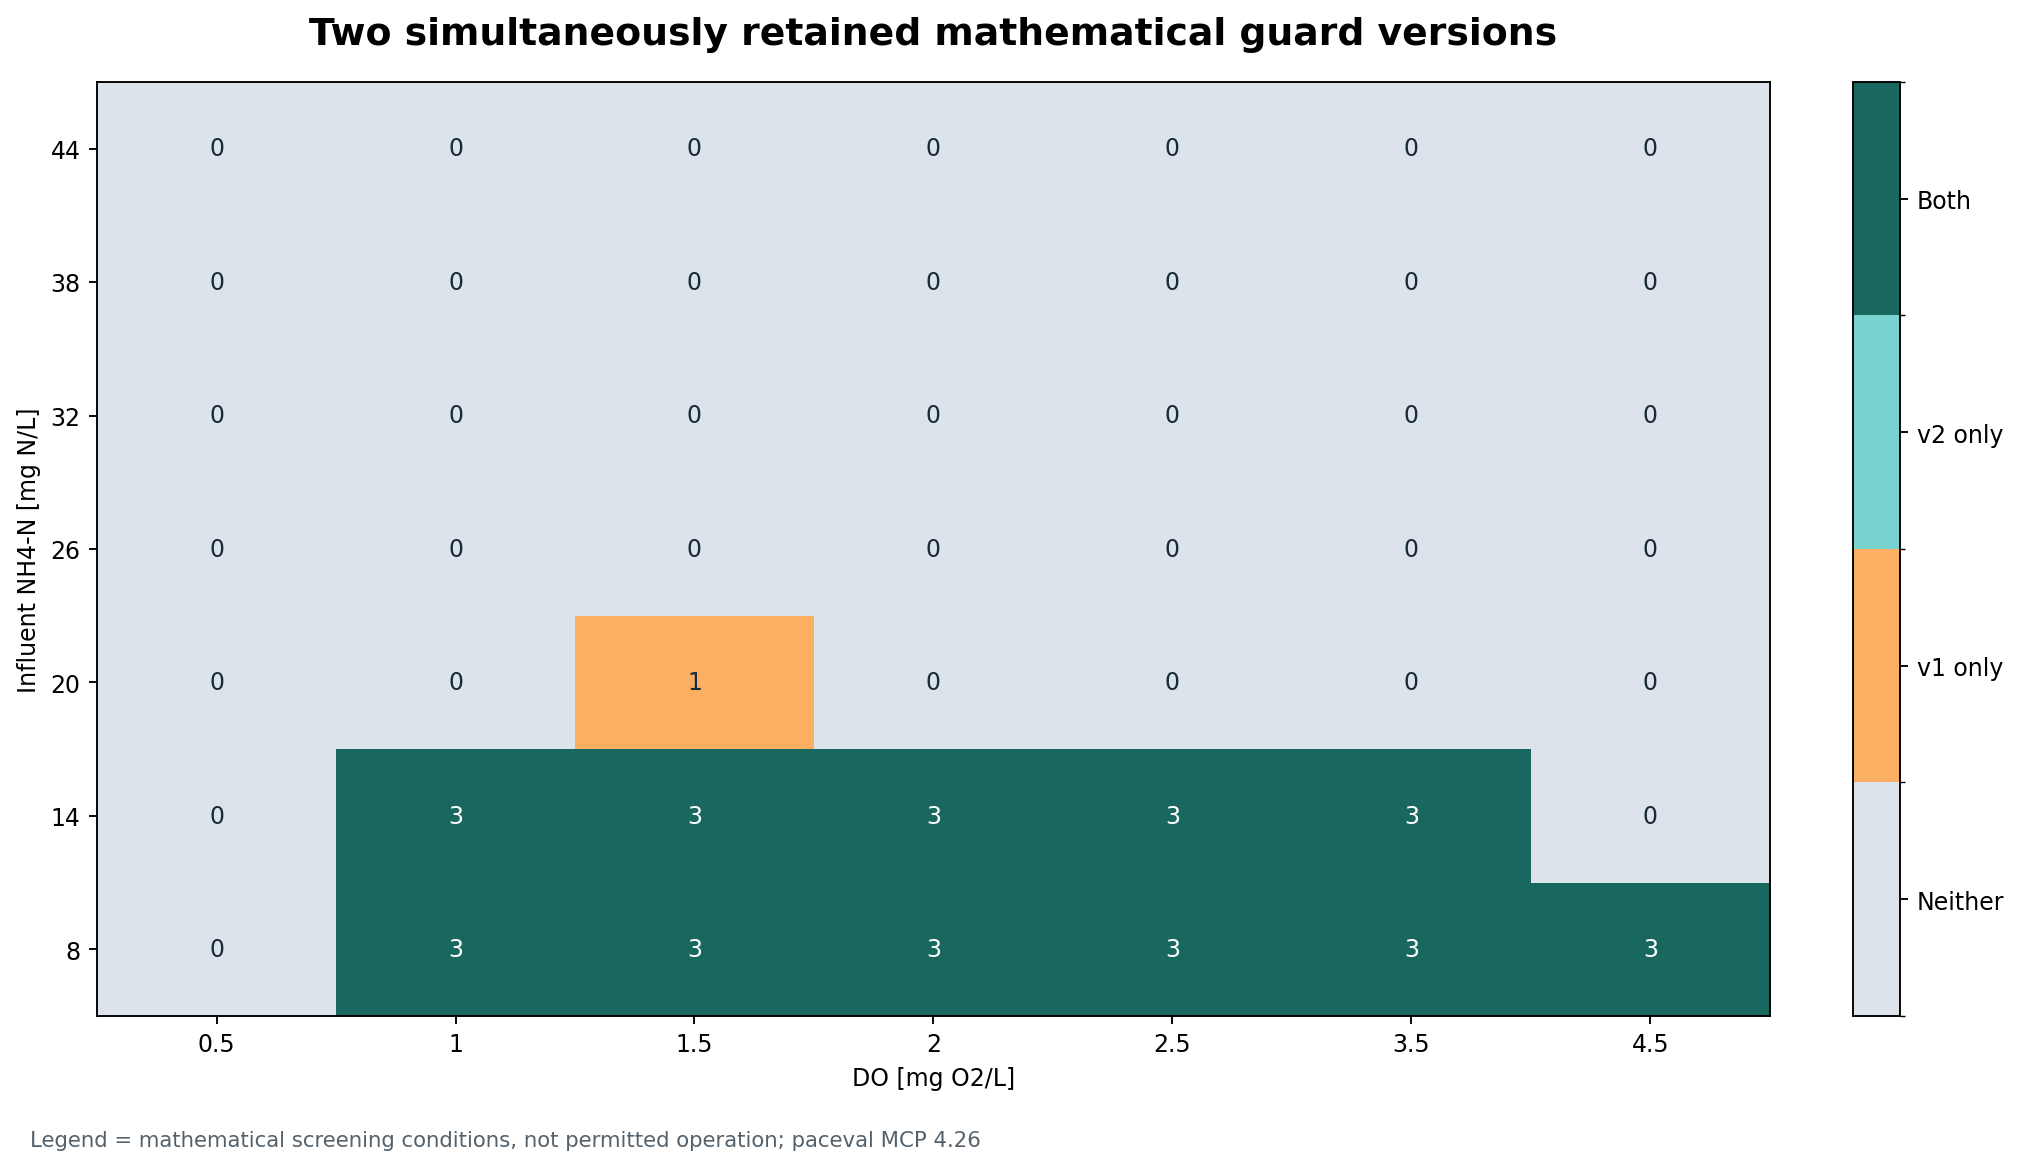 Two simultaneously retained mathematical guard versions
Influent NH4-N [mg N/L]
44 0 0 0 0 0 0 0
38 0 0 0 0 0 0 0
32 0 0 0 0 0 0 0
26 0 0 0 0 0 0 0
20 0 0 1 0 0 0 0
14 0 3 3 3 3 3 0
8 0 3 3 3 3 3 3
0.5 1 1.5 2 2.5 3.5 4.5
DO [mg O2/L]
Both
v2 only
v1 only
Neither
Legend = mathematical screening conditions, not permitted operation; paceval MCP 4.26